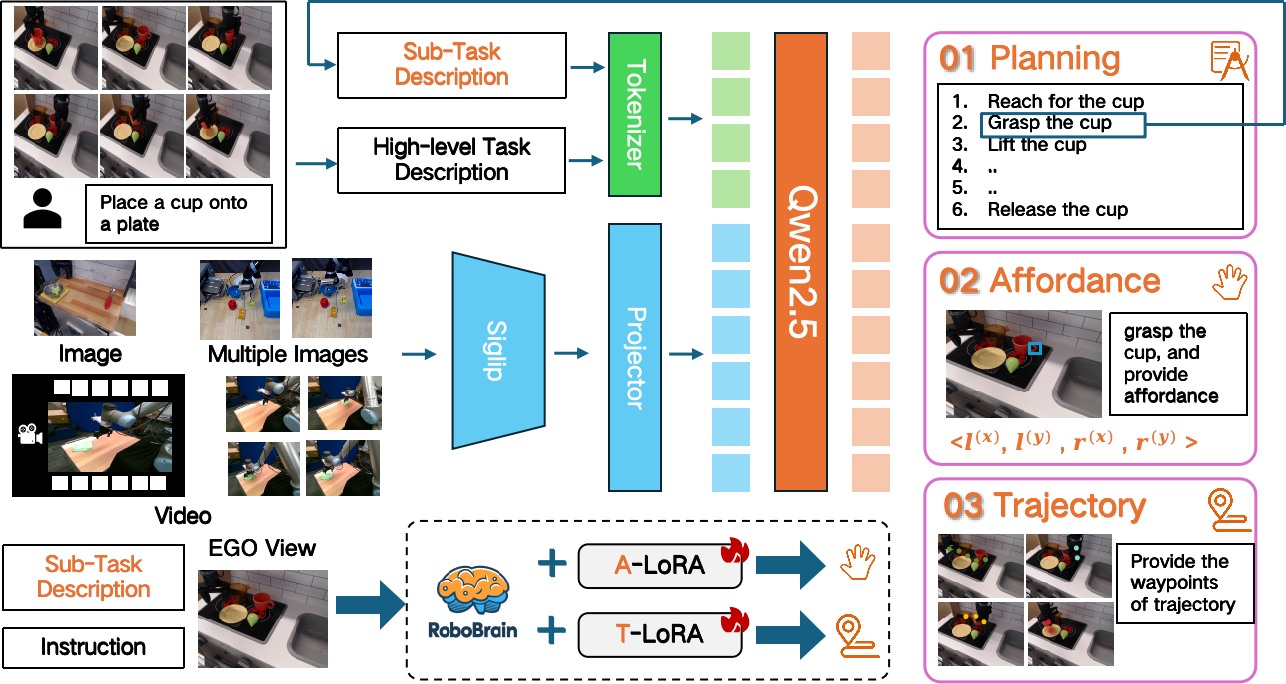 Place a cup onto
a plate
Sub-Task
Description
High-level Task
Description
Tokenizer
Image
Multiple Images
Siglip
Projector
Qwen2.5
Video
Sub-Task
Description
Instruction
EGO View
RoboBrain
+
A-LoRA
+
T-LoRA
01 Planning
1. Reach for the cup
2. Grasp the cup
3. Lift the cup
4. ..
5. ..
6. Release the cup
02 Affordance
grasp the
cup, and
provide
affordance
<l^(x), l^(y) , r^(x) , r^(y) >
03 Trajectory
Provide the
waypoints
of trajectory